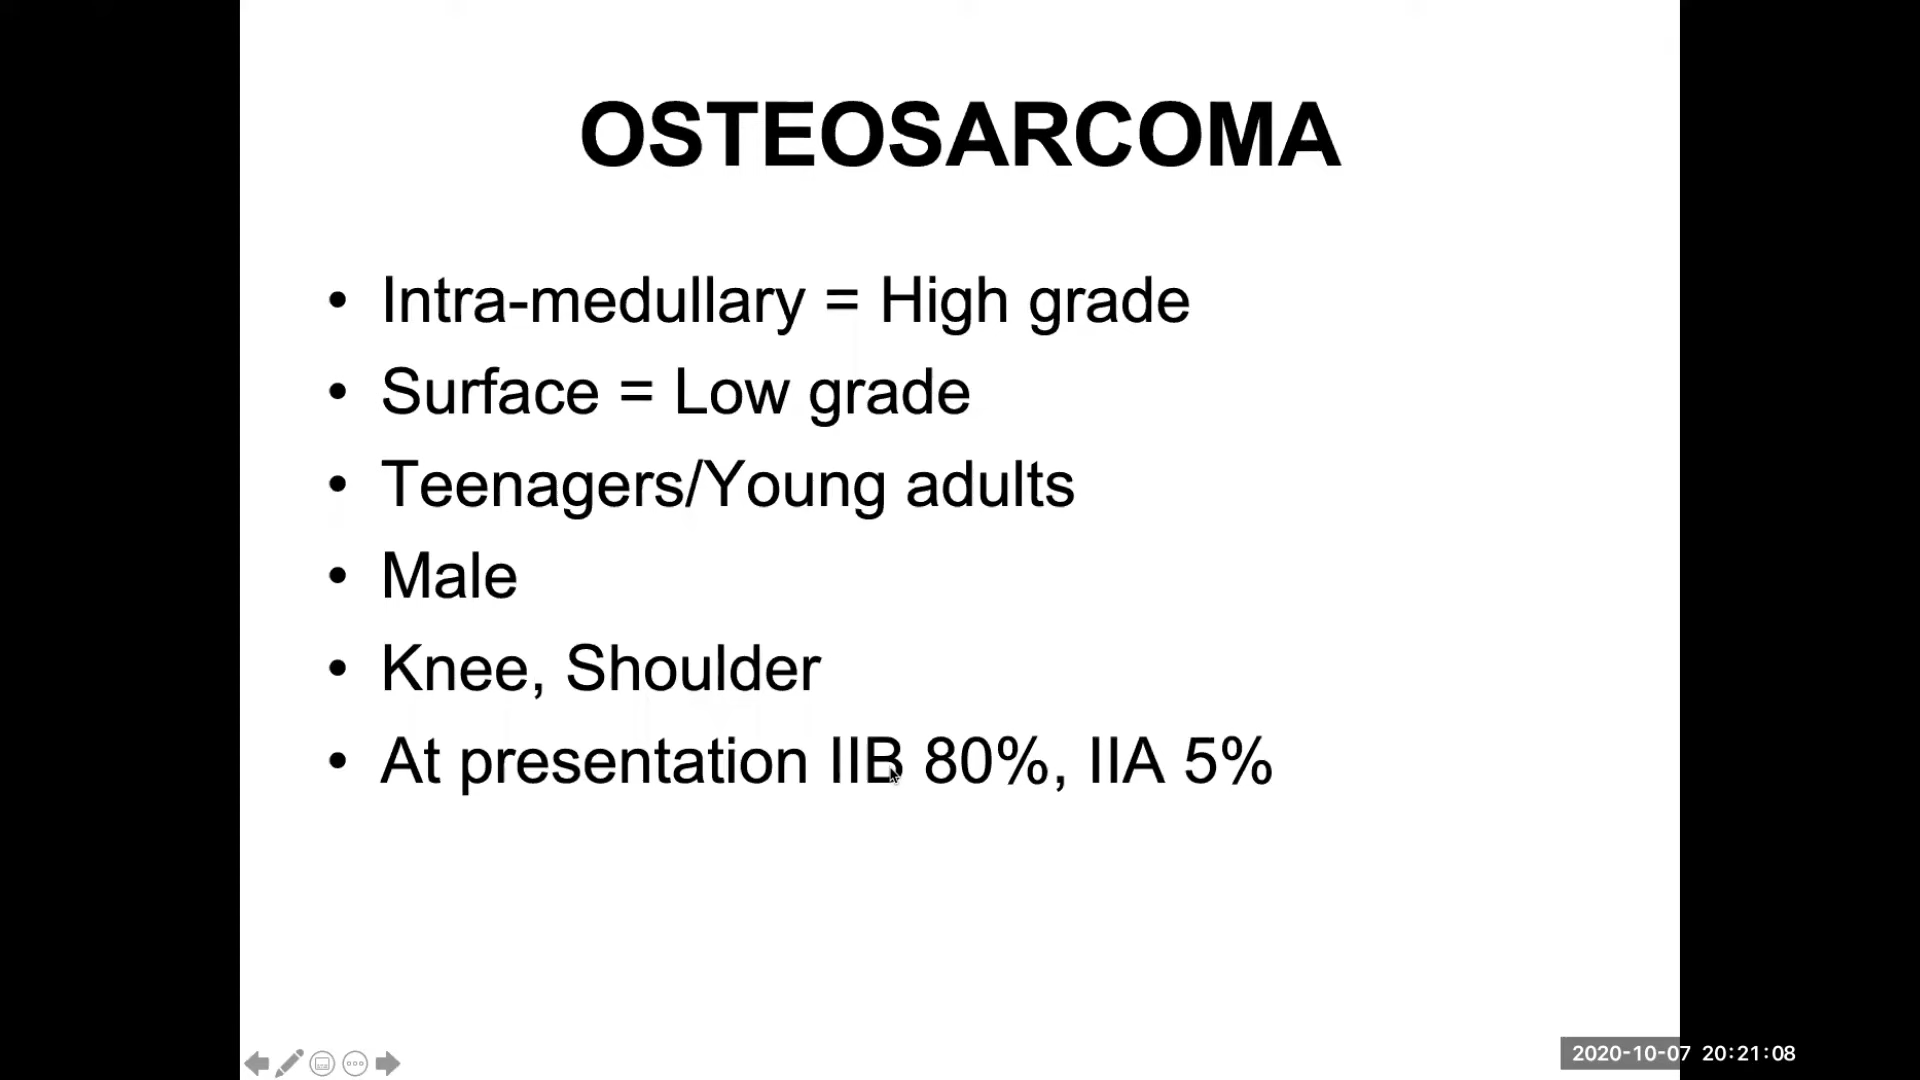 OSTEOSARCOMA
• Intra-medullary = High grade
• Surface = Low grade
• Teenagers/Young adults
• Male
• Knee, Shoulder
• At presentation IIB 80%, IIA 5%
2020-10-07 20:21:08